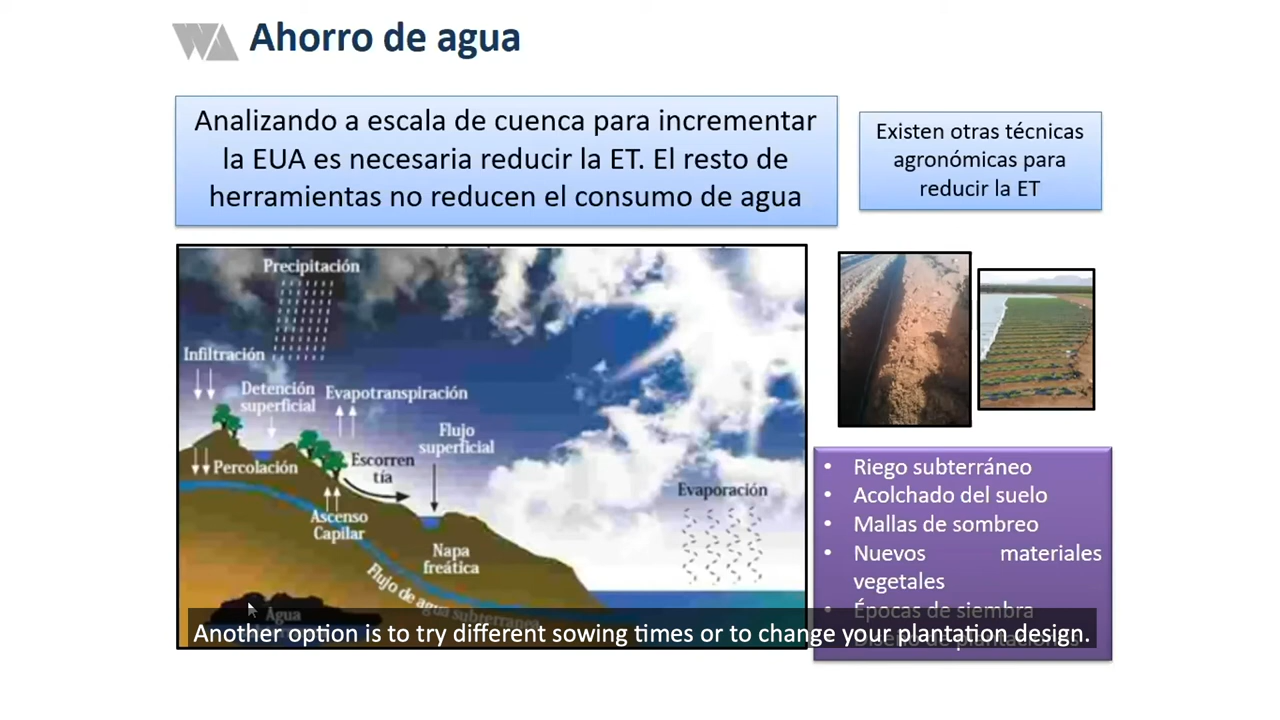 WA
Ahorro de agua
Analizando a escala de cuenca para incrementar
la EUA es necesaria reducir la ET. El resto de
herramientas no reducen el consumo de agua
Existen otras técnicas
agronómicas para
reducir la ET
Precipitación
Infiltración
Detención
superficial
Evapotranspiración
Flujo
superficial
Percolación
Escorren
tía
Evaporación
Ascenso
Capilar
Napa
freática
Flujo de agua subterranea
Agua
Riego subterráneo
Acolchado del suelo
Mallas de sombreo
Nuevos materiales
vegetales
Épocas de siembra
Another option is to try different sowing times or to change your plantation design.